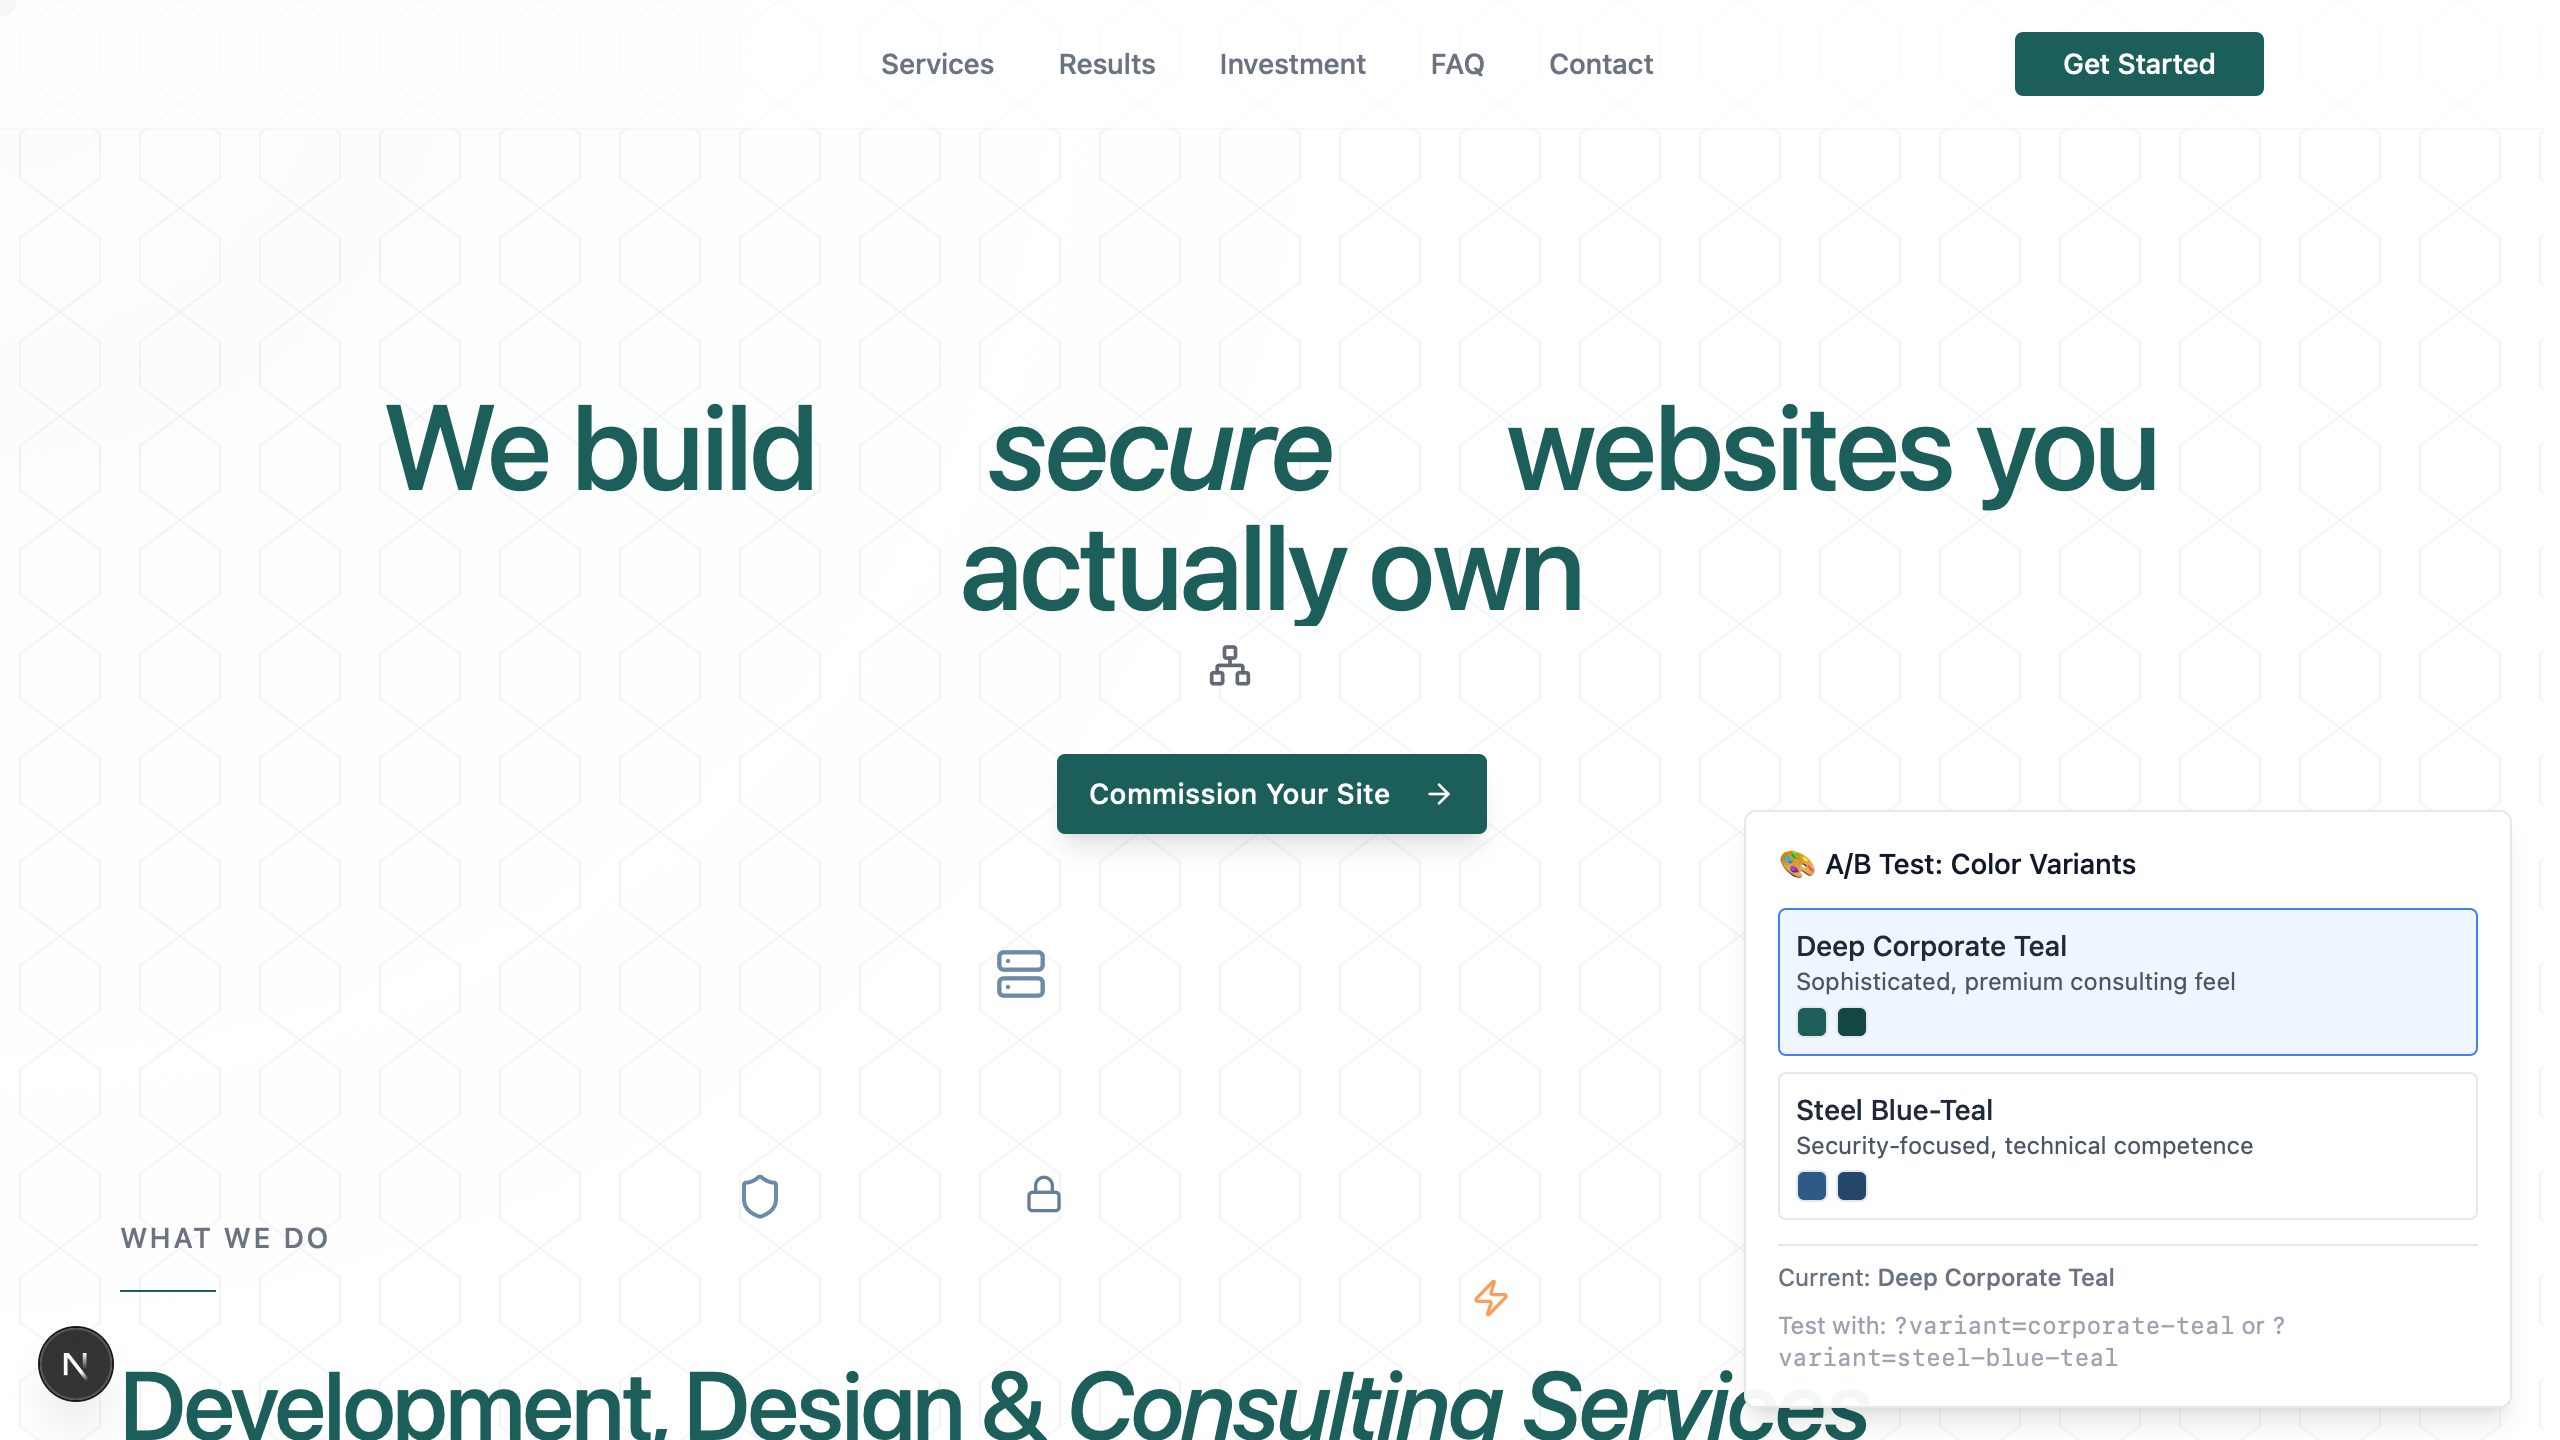 Services Results Investment FAQ Contact Get Started
We build secure websites you
actually own
Commission Your Site
🎨 A/B Test: Color Variants
Deep Corporate Teal
Sophisticated, premium consulting feel
Steel Blue-Teal
Security-focused, technical competence
Current: Deep Corporate Teal
Test with: ?variant=corporate-teal or ?
variant=steel-blue-teal
WHAT WE DO
N
Development, Design & Consulting Services